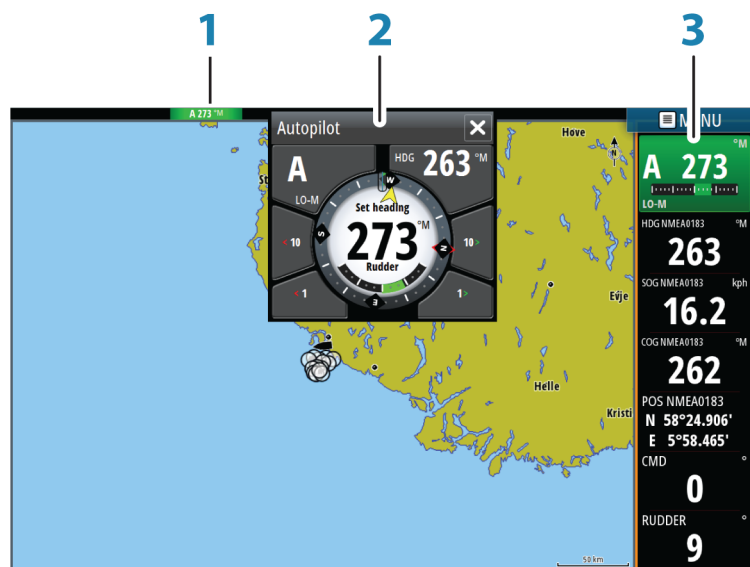 1
2
3
A 273 °M
MENU
Autopilot
Hove
N
A
LO-M
HDG 263 °M
St
W
Set heading
273 °M
Rudder
S
N
E
< 10
10 >
< 1
1 >
°M
A 273
LO-M
HDG NMEA0183 °M
263
SOG NMEA0183 kph
16.2
COG NMEA0183 °M
262
POS NMEA0183
N 58°24.906'
E 5°58.465'
CMD °
0
RUDDER °
9
Evje
Helle
Kristi
50 km